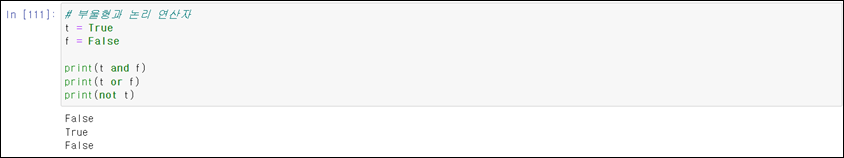 In [111]: # 부울형과 논리 연산자
t = True
f = False
print(t and f)
print(t or f)
print(not t)
False
True
False